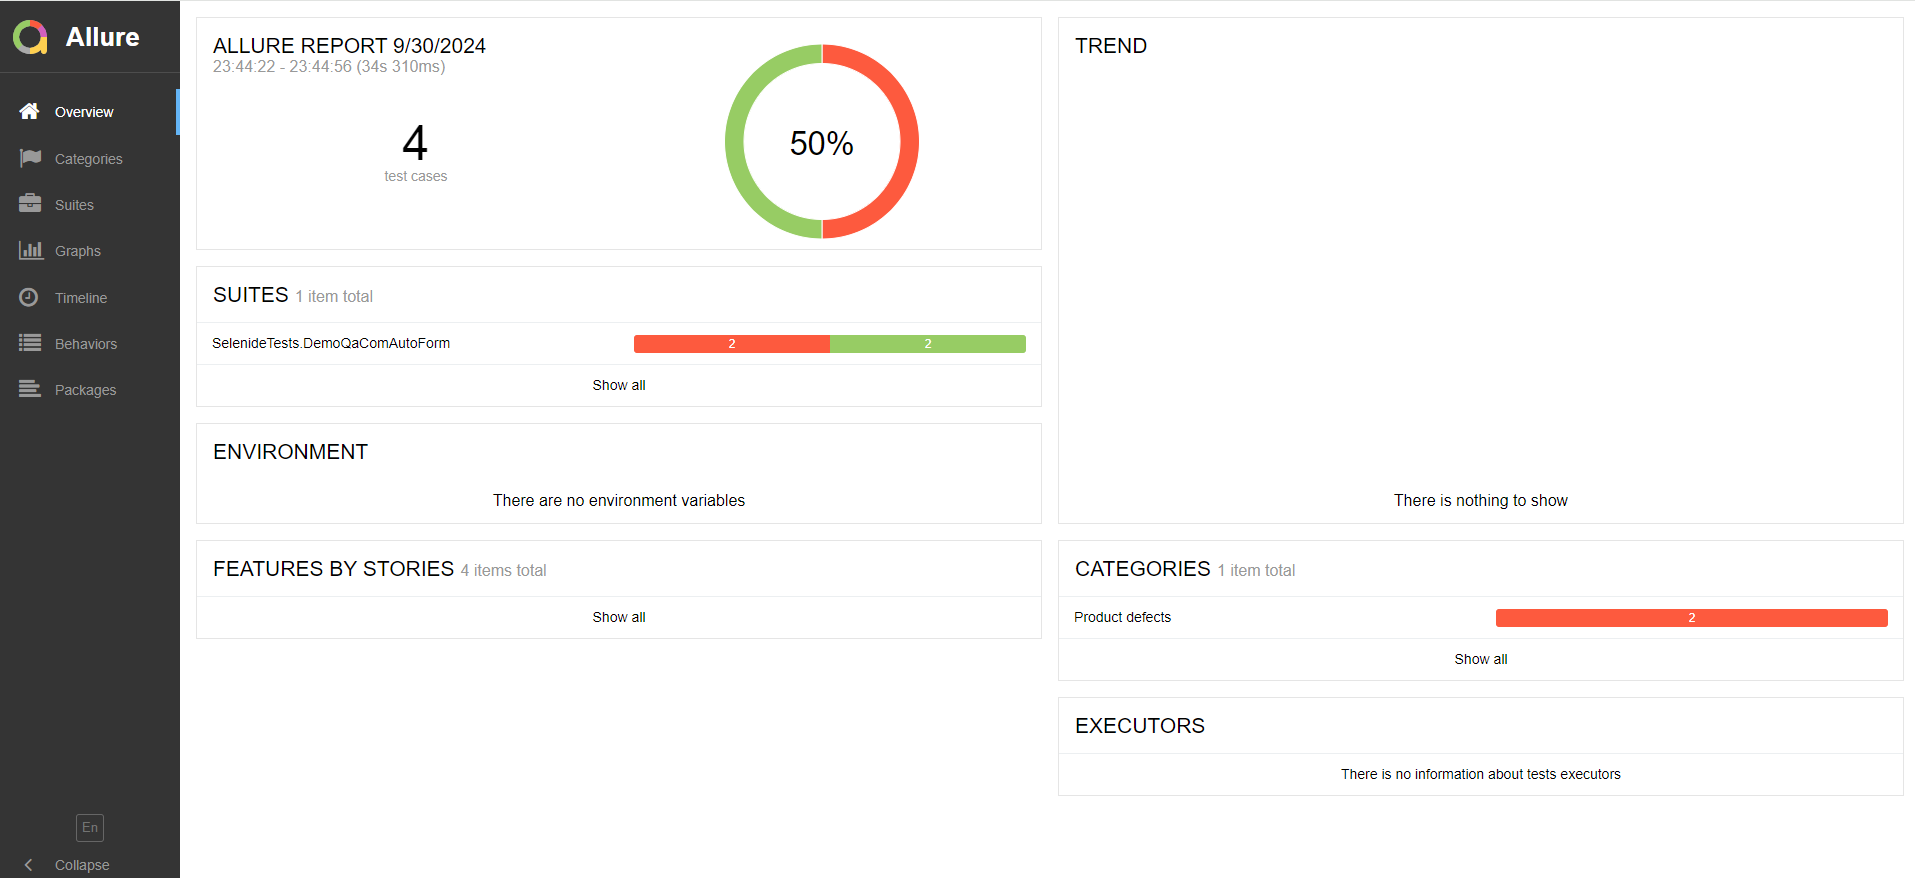 Allure
Overview
Categories
Suites
Graphs
Timeline
Behaviors
Packages
En
Collapse
ALLURE REPORT 9/30/2024
23:44:22 - 23:44:56 (34s 310ms)
4
test cases
50%
SUITES 1 item total
SelenideTests.DemoQaComAutoForm 2 2
Show all
ENVIRONMENT
There are no environment variables
FEATURES BY STORIES 4 items total
Show all
TREND
There is nothing to show
CATEGORIES 1 item total
Product defects 2
Show all
EXECUTORS
There is no information about tests executors